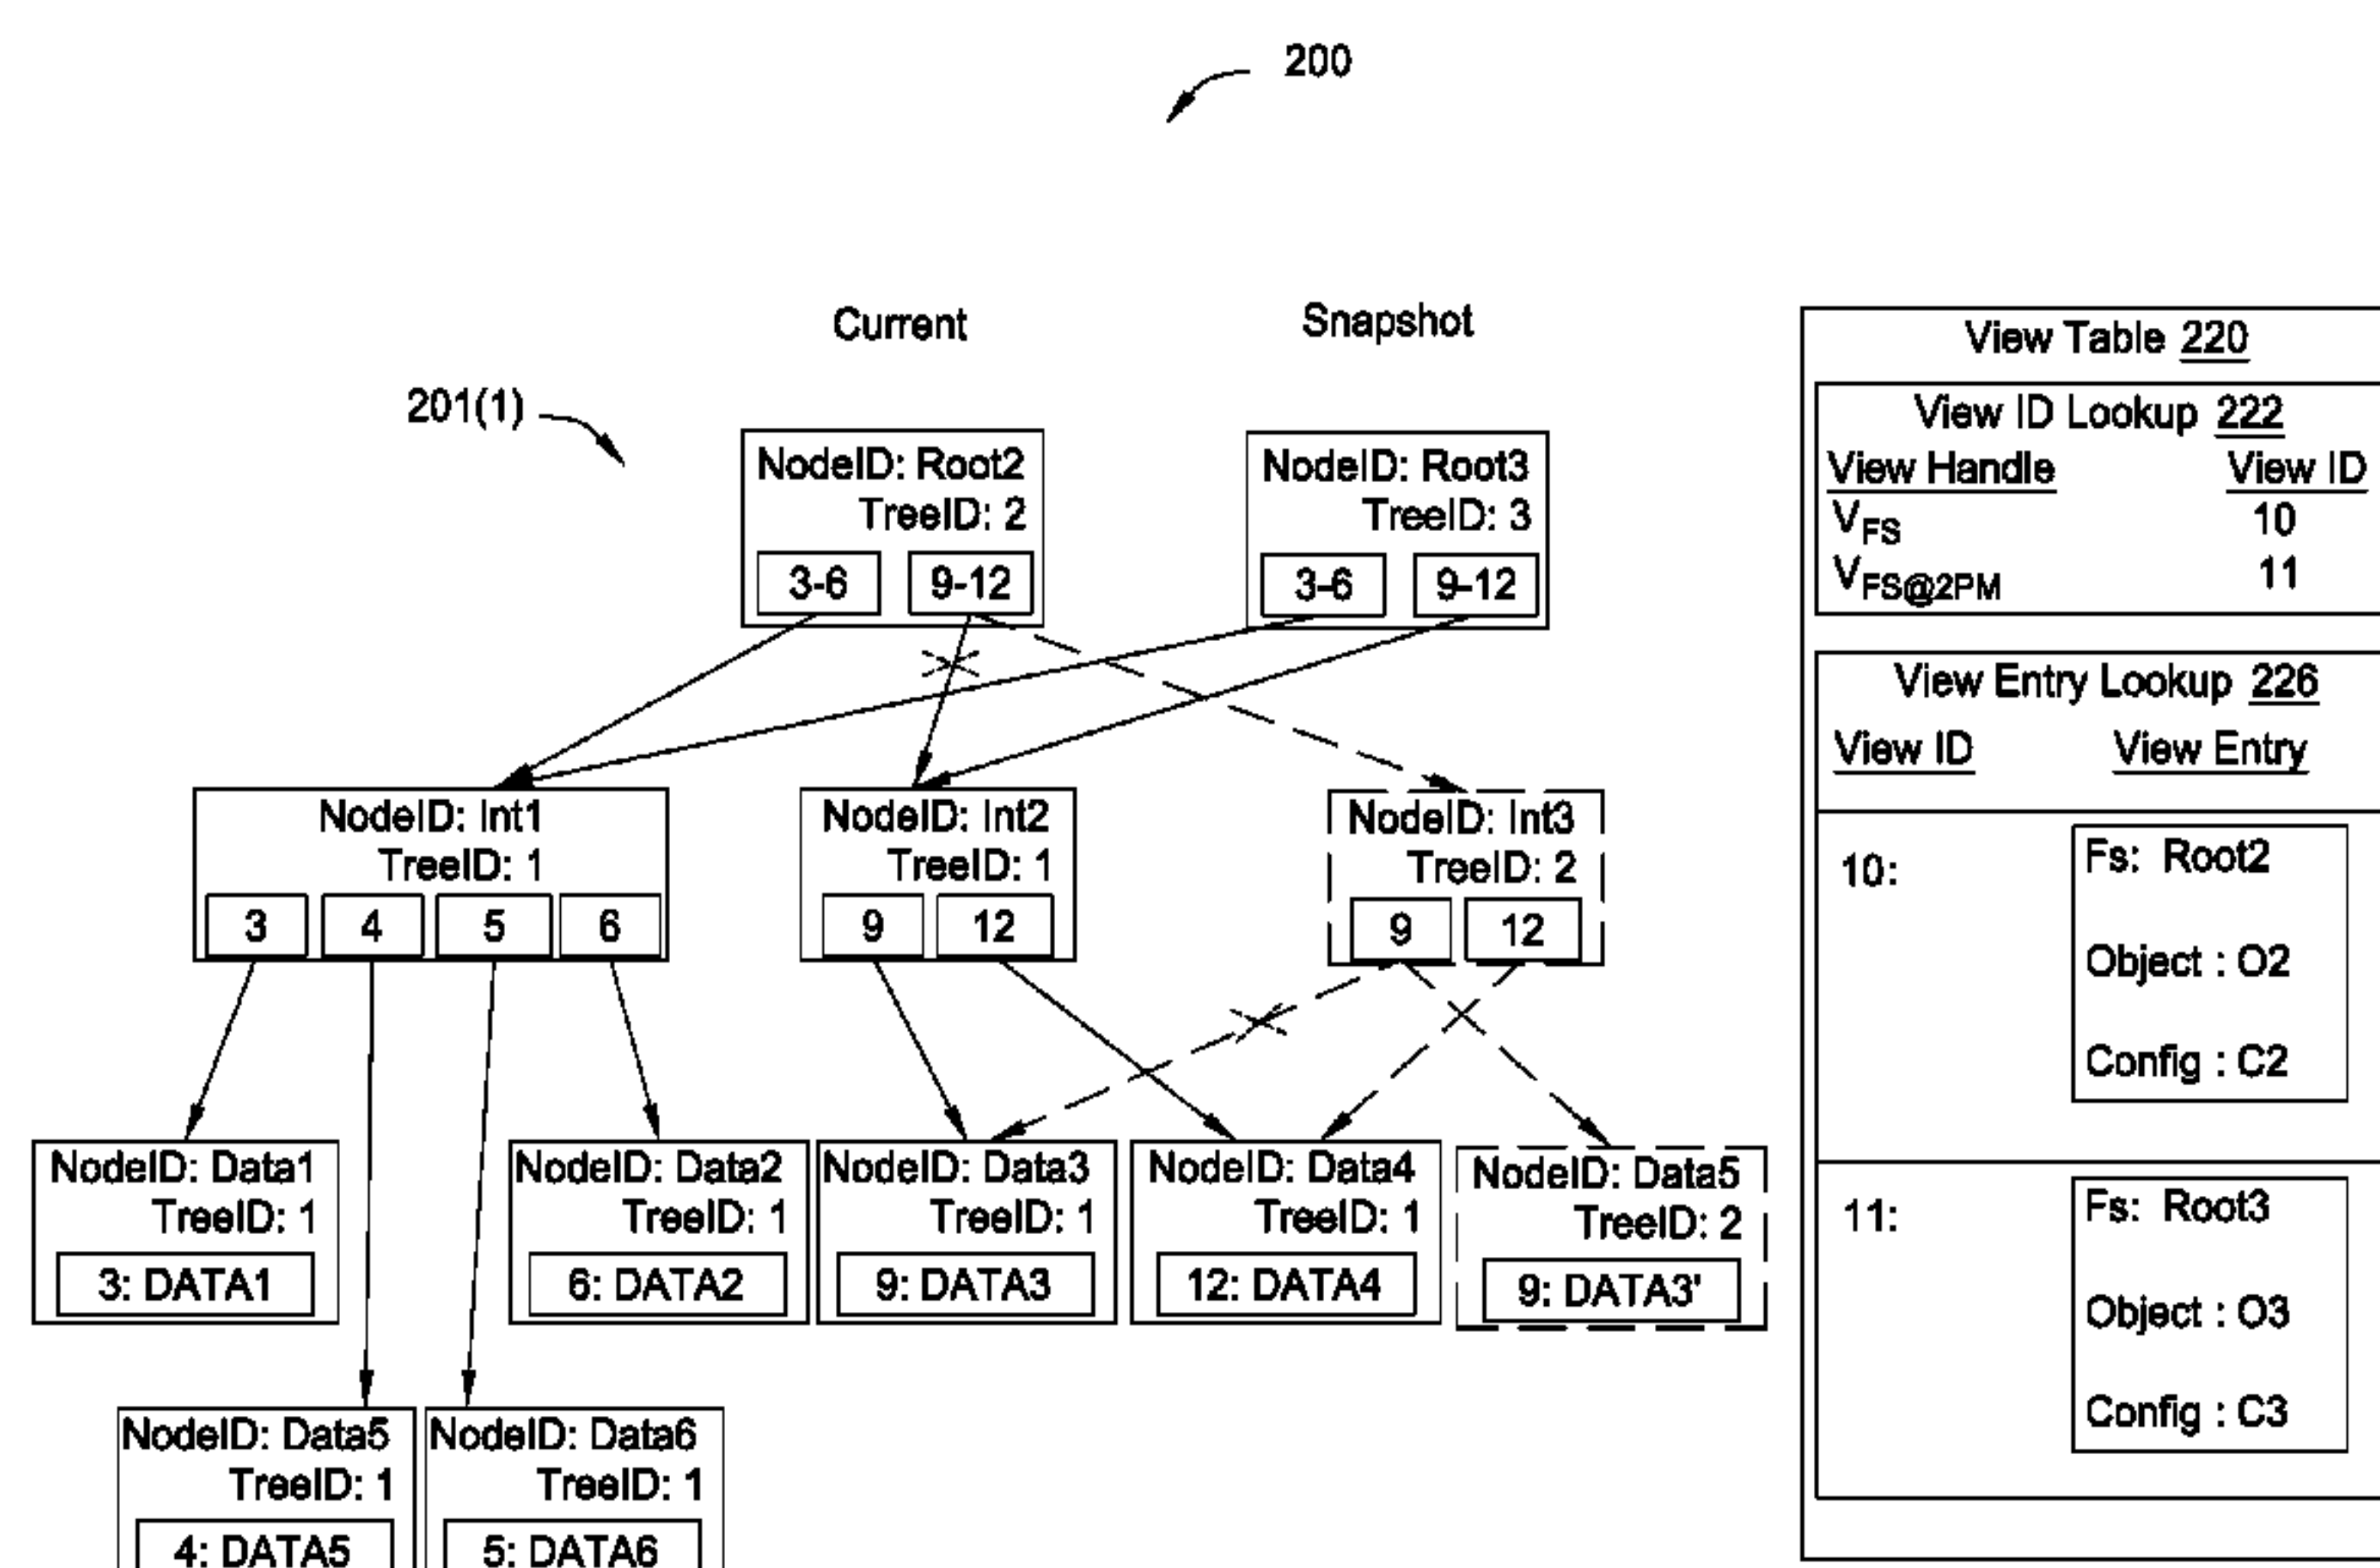 200
Current
Snapshot
201(1)
NodeID: Root2
TreeID: 2
3-6 9-12
NodeID: Root3
TreeID: 3
3-6 9-12
NodeID: Int1
TreeID: 1
3 4 5 6
NodeID: Int2
TreeID: 1
9 12
NodeID: Int3
TreeID: 2
9 12
NodeID: Data1
TreeID: 1
3: DATA1
NodeID: Data2
TreeID: 1
6: DATA2
NodeID: Data3
TreeID: 1
9: DATA3
NodeID: Data4
TreeID: 1
12: DATA4
NodeID: Data5
TreeID: 2
9: DATA3'
NodeID: Data5
TreeID: 1
4: DATA5
NodeID: Data6
TreeID: 1
5: DATA6
View Table 220
View ID Lookup 222
View Handle View ID
VFS 10
VFS@2PM 11
View Entry Lookup 226
View ID View Entry
10:
Fs: Root2
Object : O2
Config : C2
11:
Fs: Root3
Object : O3
Config : C3